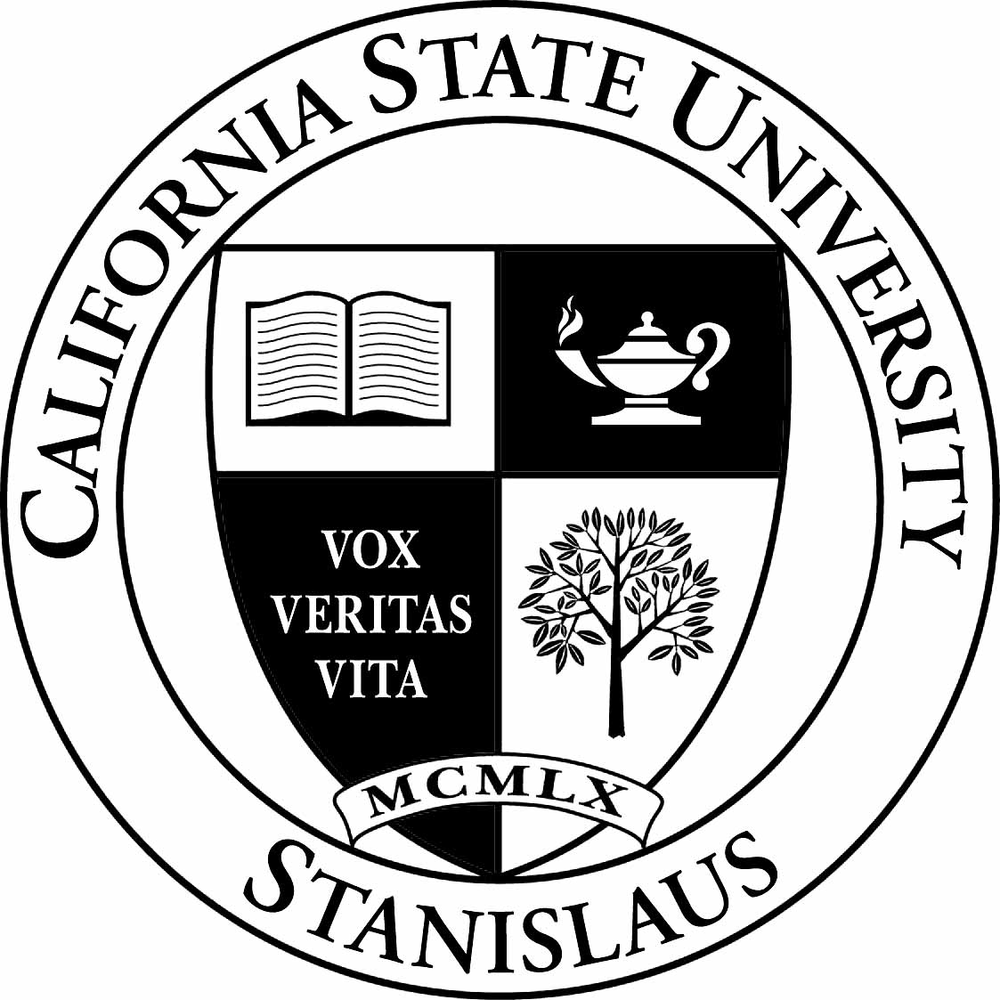 CALIFORNIA STATE UNIVERSITY
VOX
VERITAS
VITA
MCMLX
STANISLAUS